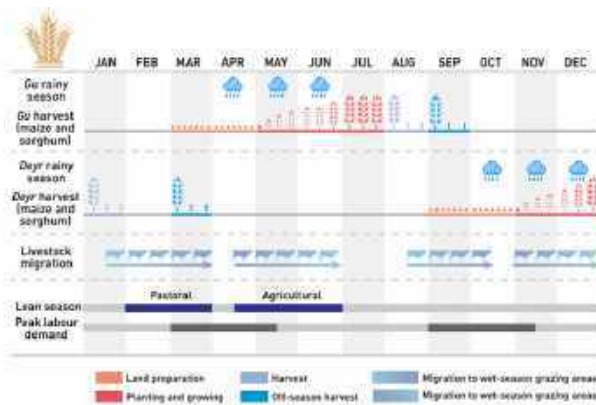 JAN FEB MAR APR MAY JUN JUL AUG SEP OCT NOV DEC
Gu rainy
season
Gu harvest
(maize and
sorghum)
Deyr rainy
season
Deyr harvest
(maize and
sorghum)
Livestock
migration
Pastoral Agricultural
Lean season
Peak labour
demand
Land preparation Harvest Migration to wet-season grazing areas
Planting and growing Off-season harvest Migration to wet-season grazing areas